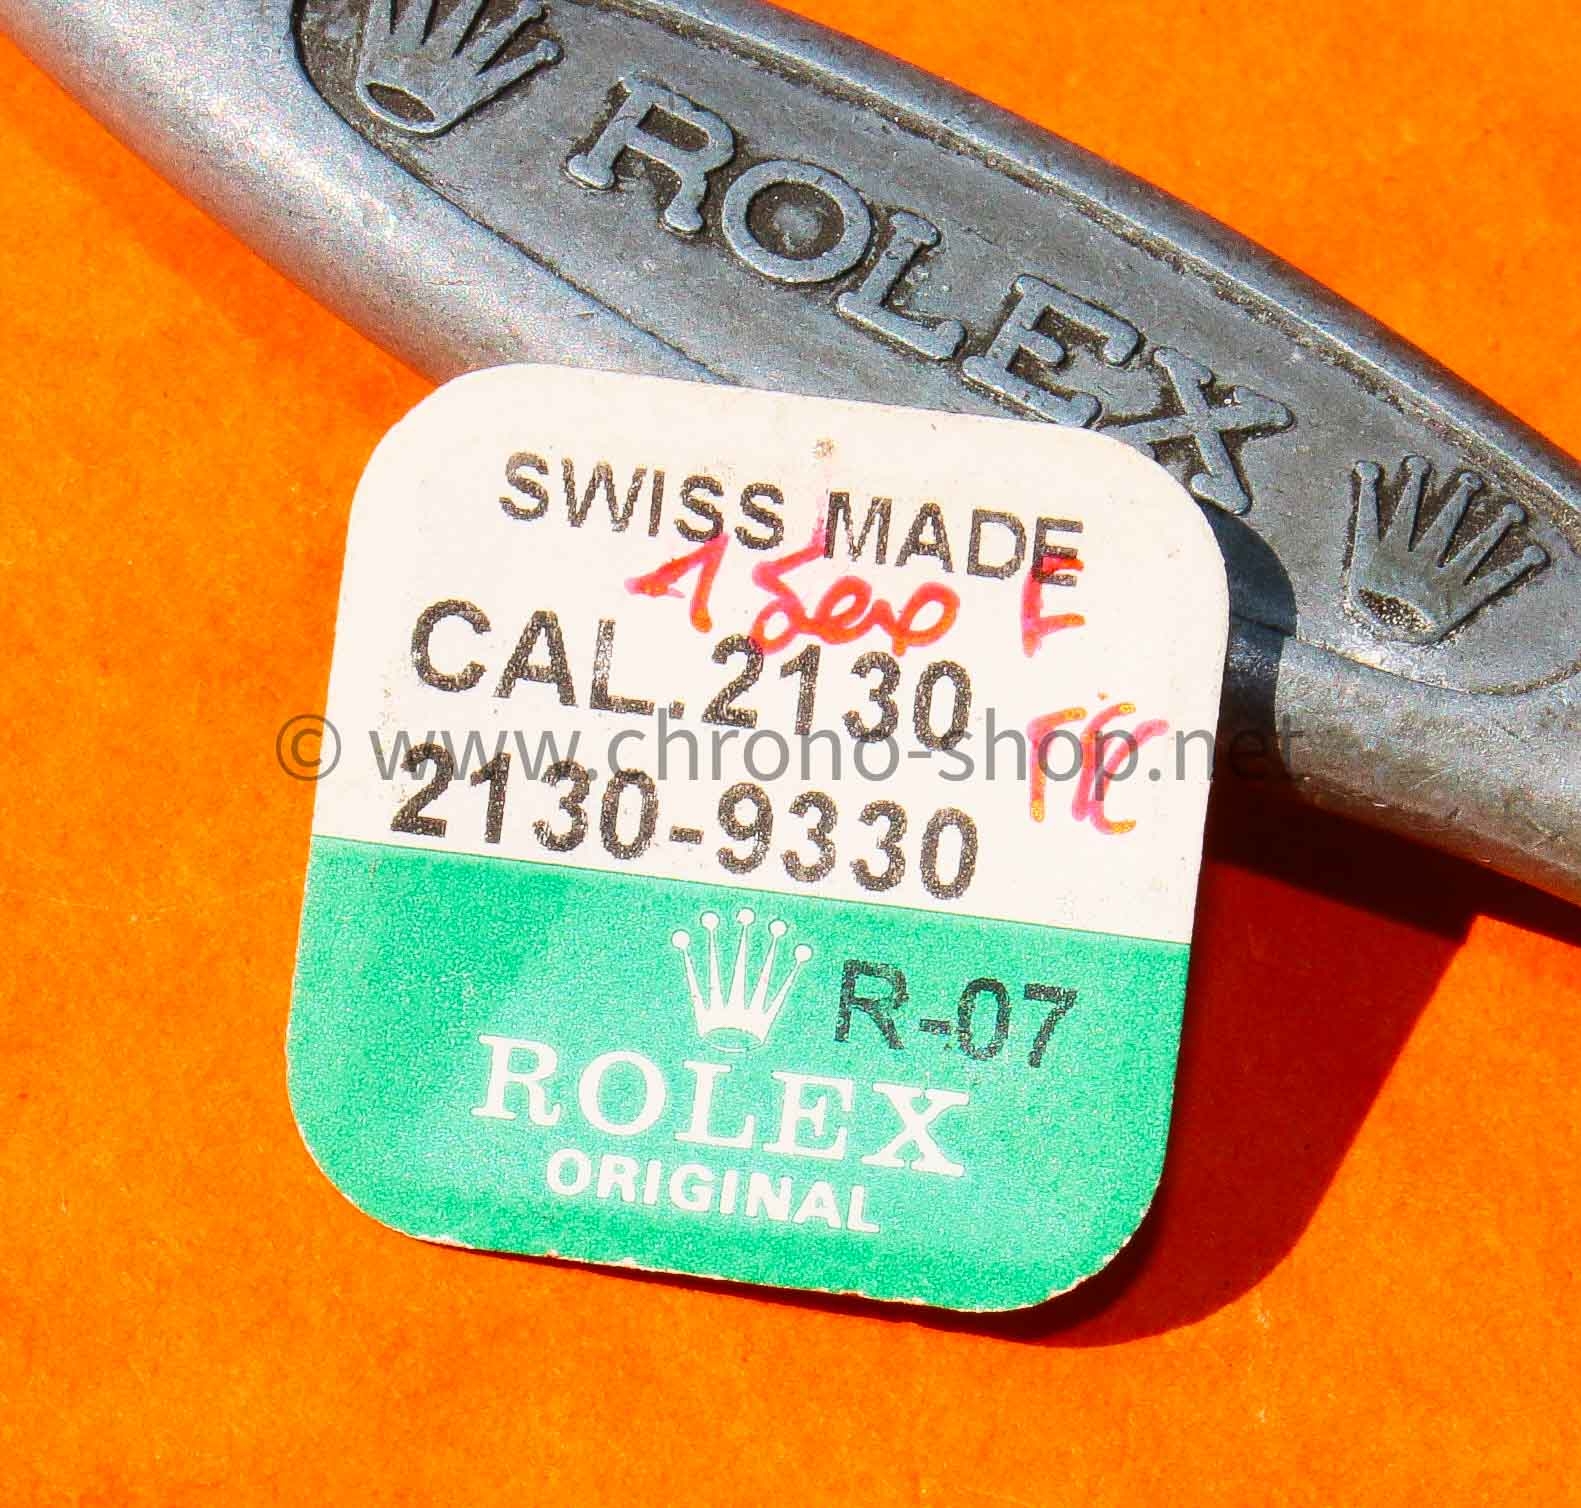 ROLEX
SWISS MADE
CAL.2130
© www.chrono-shop.net
2130-9330
R-07
ROLEX
ORIGINAL